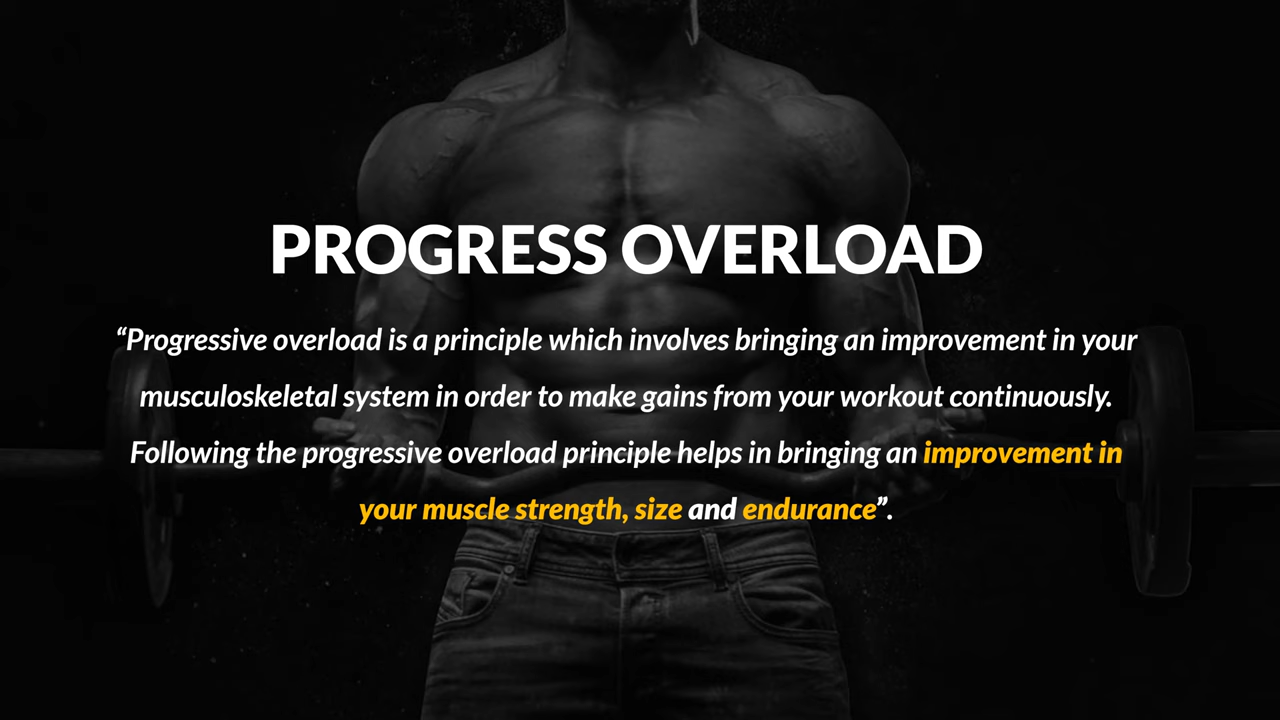 PROGRESS OVERLOAD
“Progressive overload is a principle which involves bringing an improvement in your
musculoskeletal system in order to make gains from your workout continuously.
Following the progressive overload principle helps in bringing an improvement in
your muscle strength, size and endurance”.